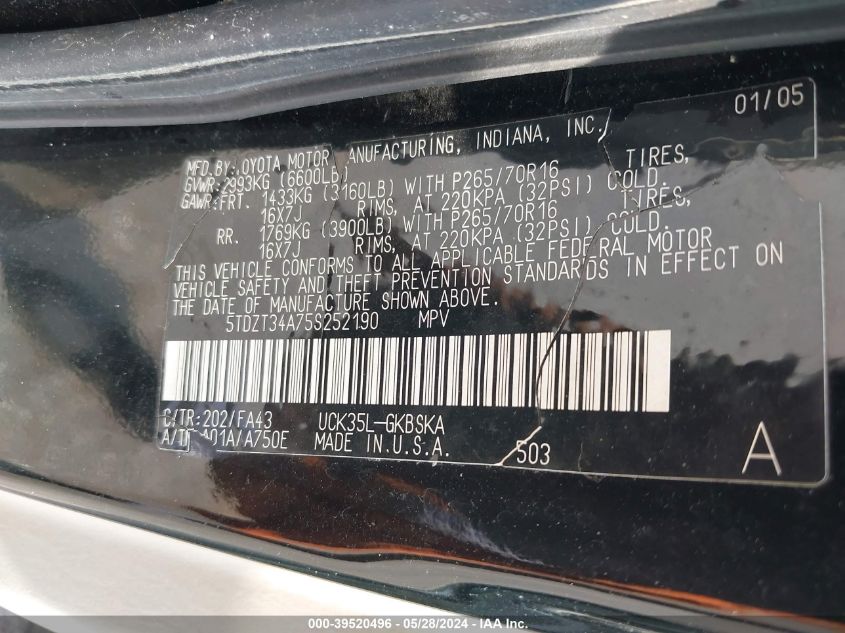 01/05
MFD.BY: OYOTA MOTOR ANUFACTURING, INDIANA, INC.
GVWR: 2993KG (6600LB)
GAWR: FRT. 1433KG (3160LB) WITH P265/70R16 TIRES,
16X7J RIMS, AT 220KPA (32PSI) COLD.
RR. 1769KG (3900LB) WITH P265/70R16 TIRES,
16X7J RIMS, AT 220KPA (32PSI) COLD.
THIS VEHICLE CONFORMS TO ALL APPLICABLE FEDERAL MOTOR
VEHICLE SAFETY AND THEFT PREVENTION STANDARDS IN EFFECT ON
THE DATE OF MANUFACTURE SHOWN ABOVE.
5TDZT34A75S252190 MPV
C/TR:202/FA43 UCK35L-GKBSKA
A01A/A750E MADE IN U.S.A.
503
A
000-39520496 - 05/28/2024 - IAA Inc.